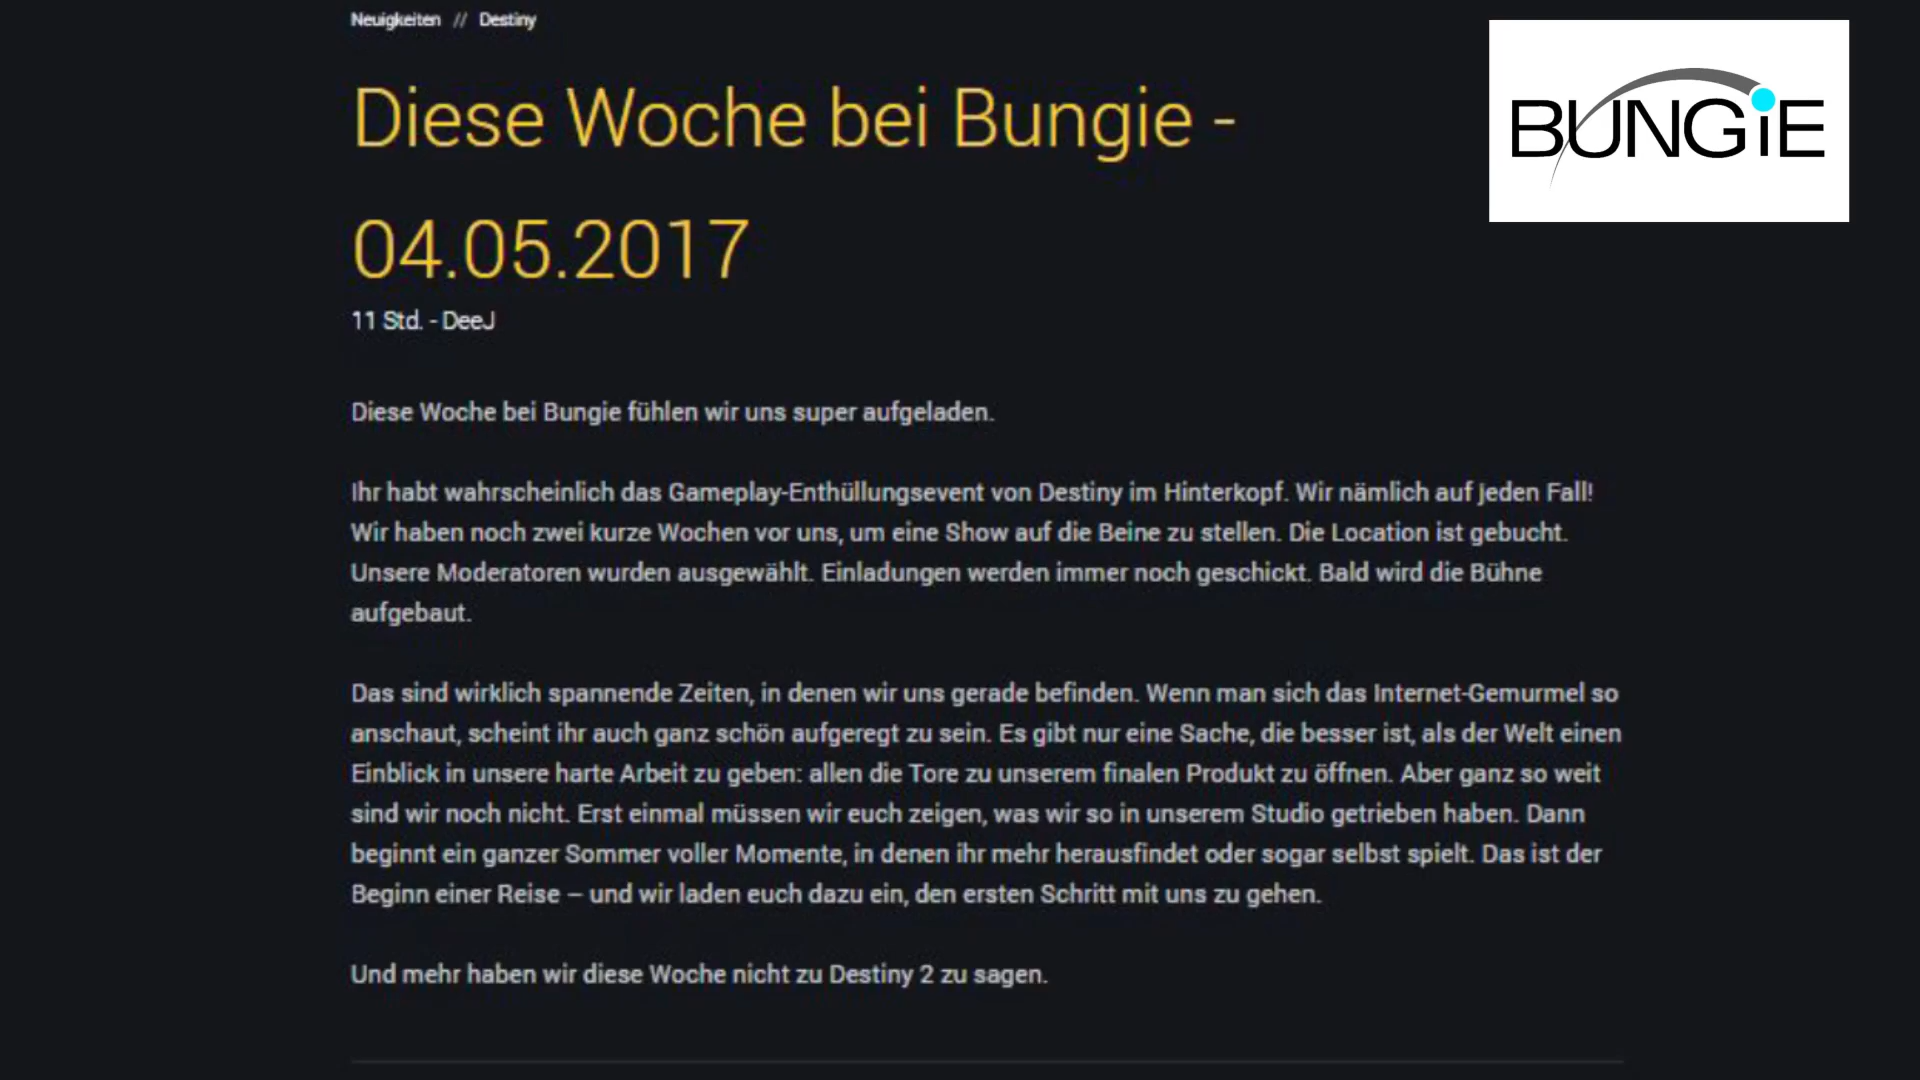 Neuigkeiten // Destiny
BUNGiE
Diese Woche bei Bungie -
04.05.2017
11 Std. - DeeJ
Diese Woche bei Bungie fühlen wir uns super aufgeladen.
Ihr habt wahrscheinlich das Gameplay-Enthüllungsevent von Destiny im Hinterkopf. Wir nämlich auf jeden Fall!
Wir haben noch zwei kurze Wochen vor uns, um eine Show auf die Beine zu stellen. Die Location ist gebucht.
Unsere Moderatoren wurden ausgewählt. Einladungen werden immer noch geschickt. Bald wird die Bühne
aufgebaut.
Das sind wirklich spannende Zeiten, in denen wir uns gerade befinden. Wenn man sich das Internet-Gemurmel so
anschaut, scheint ihr auch ganz schön aufgeregt zu sein. Es gibt nur eine Sache, die besser ist, als der Welt einen
Einblick in unsere harte Arbeit zu geben: allen die Tore zu unserem finalen Produkt zu öffnen. Aber ganz so weit
sind wir noch nicht. Erst einmal müssen wir euch zeigen, was wir so in unserem Studio getrieben haben. Dann
beginnt ein ganzer Sommer voller Momente, in denen ihr mehr herausfindet oder sogar selbst spielt. Das ist der
Beginn einer Reise – und wir laden euch dazu ein, den ersten Schritt mit uns zu gehen.
Und mehr haben wir diese Woche nicht zu Destiny 2 zu sagen.